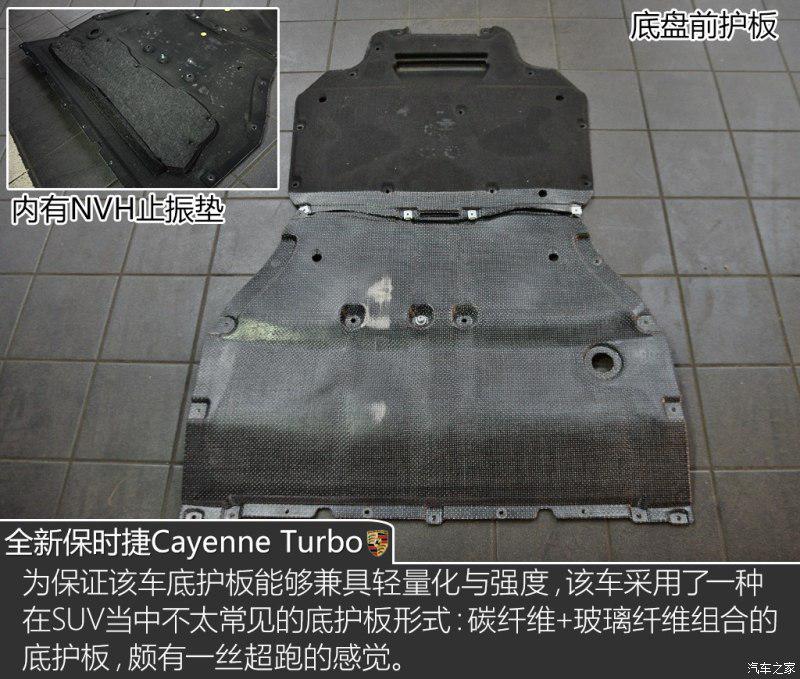 底盘前护板
内有NVH止振垫
全新保时捷Cayenne Turbo
为保证该车底护板能够兼具轻量化与强度,该车采用了一种
在SUV当中不太常见的底护板形式:碳纤维+玻璃纤维组合的
底护板,颇有一丝超跑的感觉。
汽车之家